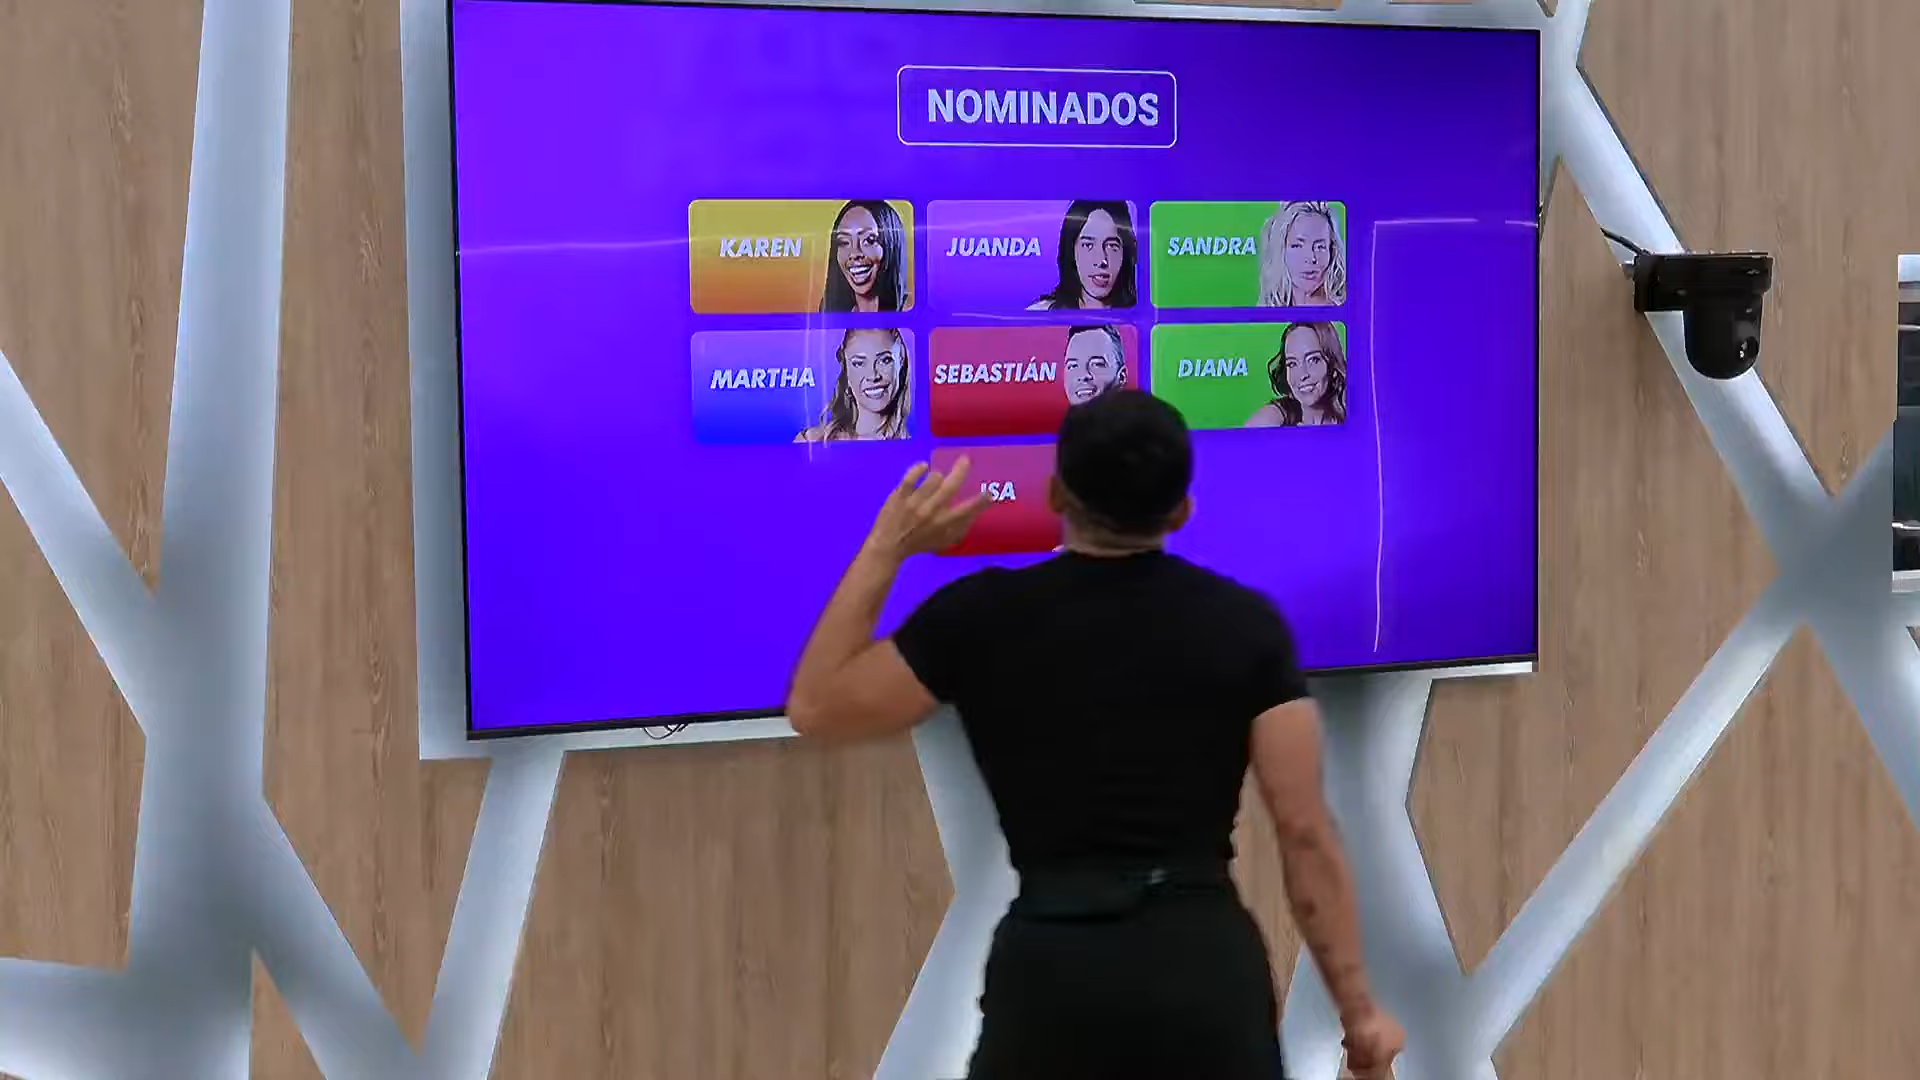 NOMINADOS
KAREN
JUANDA
SANDRA
MARTHA
SEBASTIÁN
DIANA
ISA